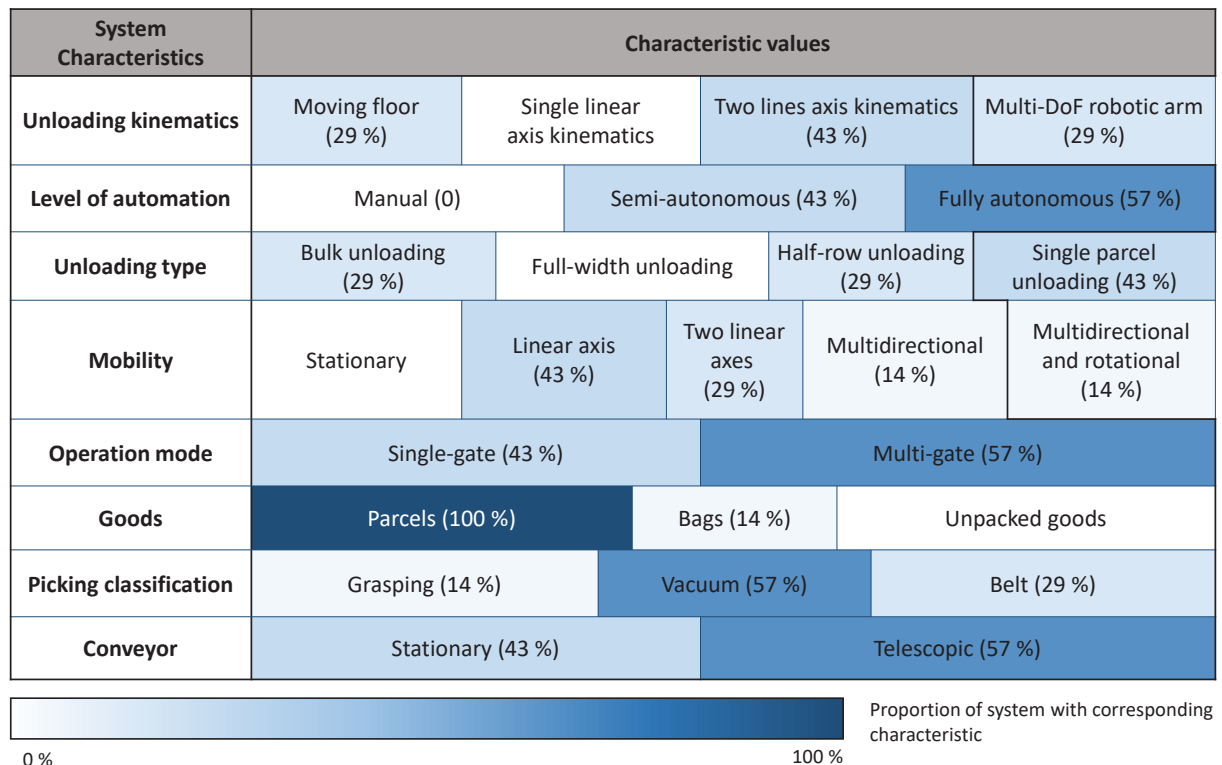 System
Characteristics
Characteristic values
Unloading kinematics
Moving floor
(29 %)
Single linear
axis kinematics
Two lines axis kinematics
(43 %)
Multi-DoF robotic arm
(29 %)
Level of automation
Manual (0)
Semi-autonomous (43 %)
Fully autonomous (57 %)
Unloading type
Bulk unloading
(29 %)
Full-width unloading
Half-row unloading
(29 %)
Single parcel
unloading (43 %)
Mobility
Stationary
Linear axis
(43 %)
Two linear
axes
(29 %)
Multidirectional
(14 %)
Multidirectional
and rotational
(14 %)
Operation mode
Single-gate (43 %)
Multi-gate (57 %)
Goods
Parcels (100 %)
Bags (14 %)
Unpacked goods
Picking classification
Grasping (14 %)
Vacuum (57 %)
Belt (29 %)
Conveyor
Stationary (43 %)
Telescopic (57 %)
0 %
100 %
Proportion of system with corresponding
characteristic